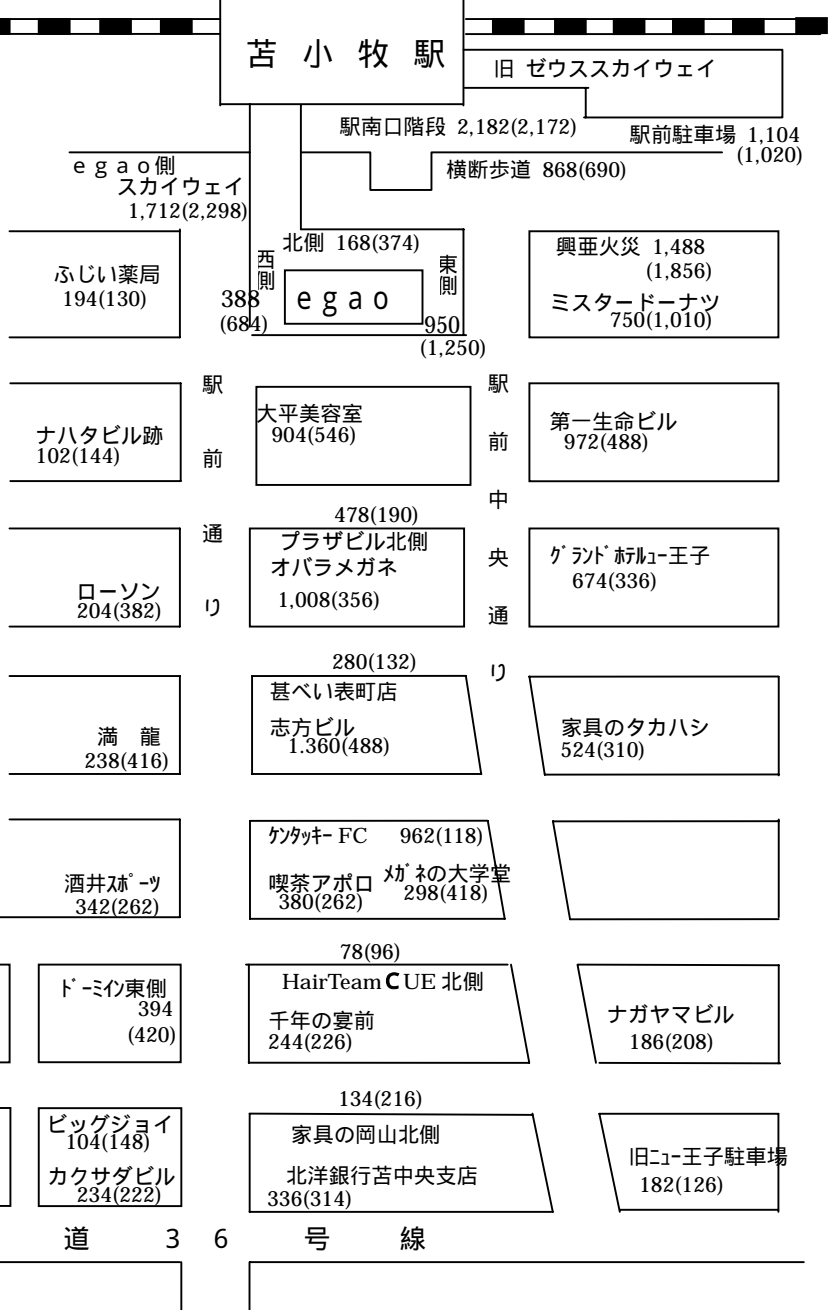 苫小牧駅
旧 ゼウススカイウェイ
駅南口階段 2,182(2,172)
駅前駐車場 1,104
(1,020)
egao側
スカイウェイ
1,712(2,298)
横断歩道 868(690)
北側 168(374)
西側
東側
egao
388
(684)
950
(1,250)
ふじい薬局
194(130)
興亜火災 1,488
(1,856)
ミスタードーナツ
750(1,010)
駅前通り
駅前中央通り
ナハタビル跡
102(144)
大平美容室
904(546)
第一生命ビル
972(488)
478(190)
プラザビル北側
オバラメガネ
1,008(356)
ローソン
204(382)
グランドホテルニュー王子
674(336)
280(132)
甚べい表町店
志方ビル
1.360(488)
満 龍
238(416)
家具のタカハシ
524(310)
ケンタッキーFC 962(118)
喫茶アポロ
380(262)
メガネの大学堂
298(418)
酒井スポーツ
342(262)
78(96)
HairTeam CUE 北側
千年の宴前
244(226)
ドーミイン東側
394
(420)
ナガヤマビル
186(208)
134(216)
家具の岡山北側
北洋銀行苫中央支店
336(314)
ビッグジョイ
104(148)
カクサダビル
234(222)
旧ニュー王子駐車場
182(126)
道 36 号 線